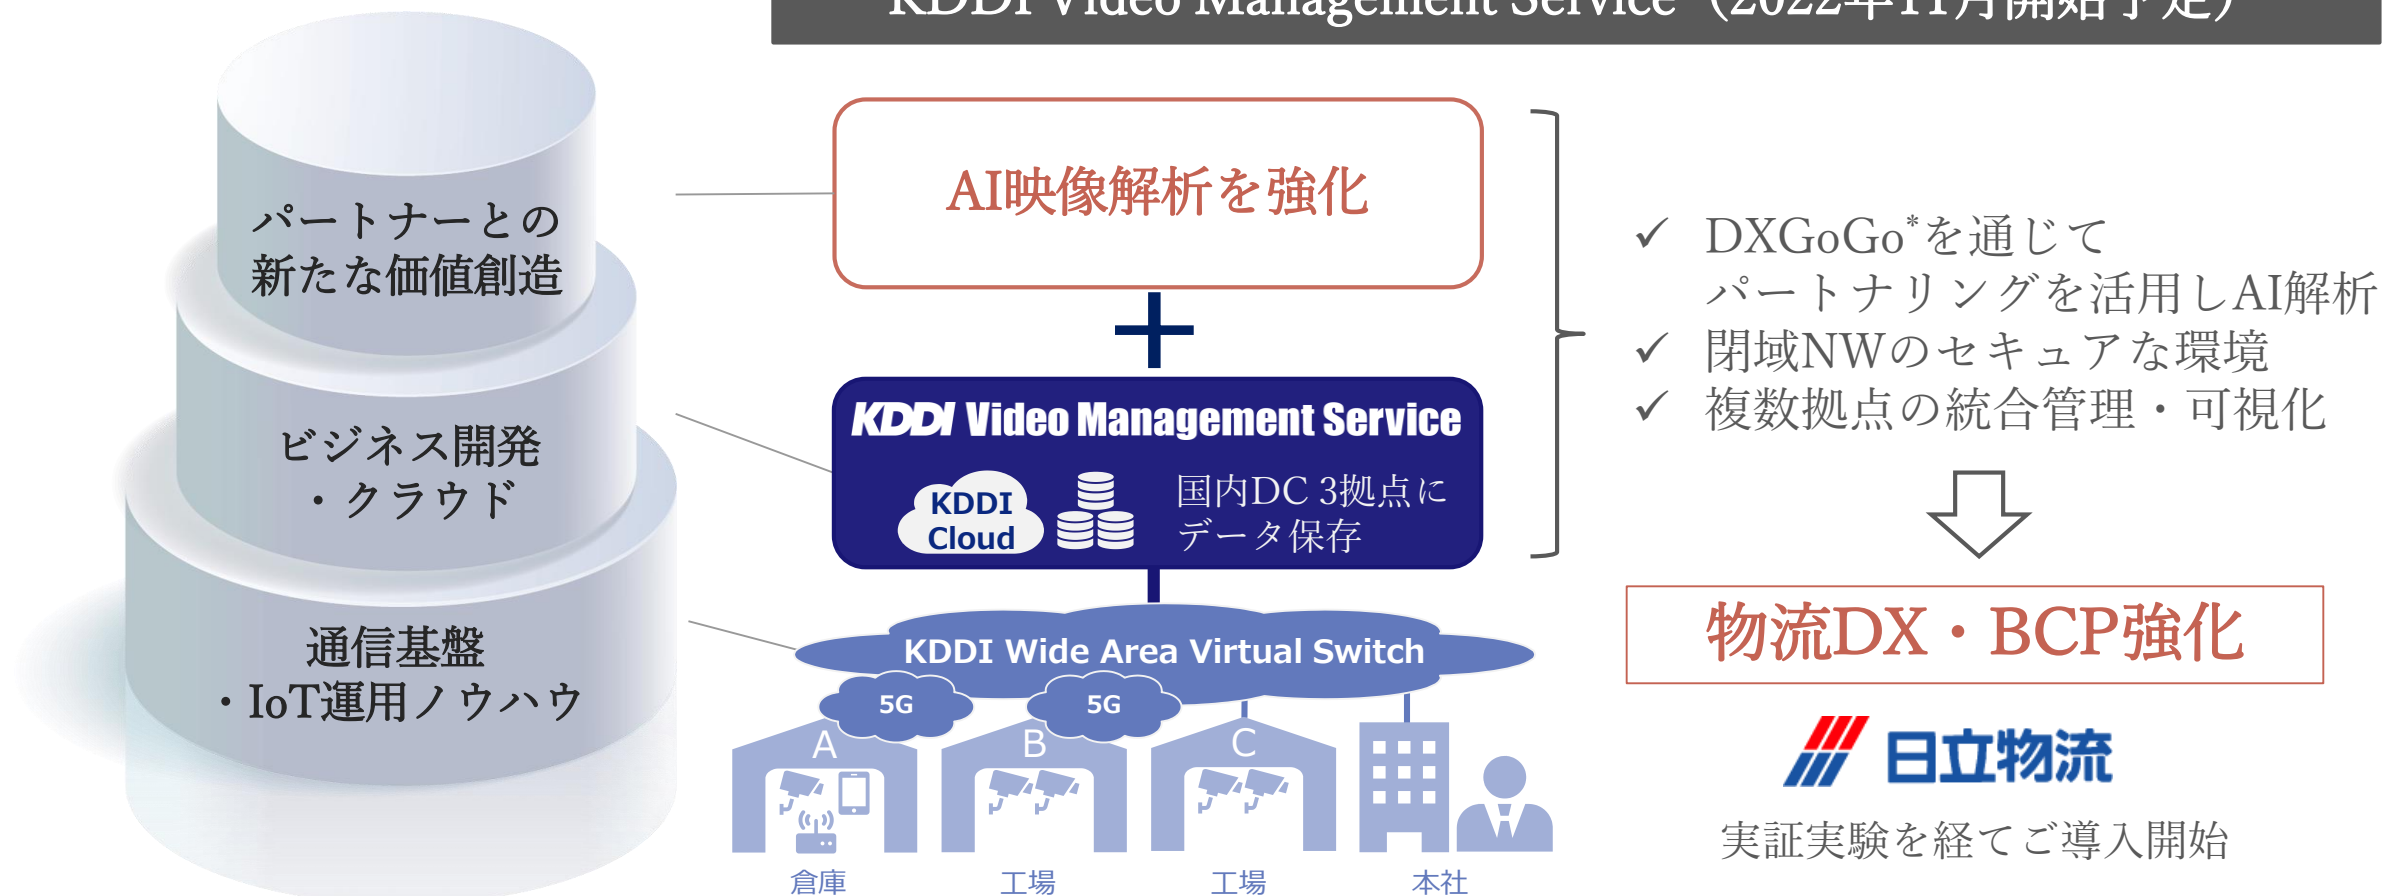 KDDI Video Management Service（2022年11月開始予定）
パートナーとの
新たな価値創造
ビジネス開発
・クラウド
通信基盤
・IoT運用ノウハウ
AI映像解析を強化
KDDI Video Management Service
KDDI
Cloud
国内DC 3拠点に
データ保存
KDDI Wide Area Virtual Switch
5G
5G
A
B
C
倉庫
工場
工場
本社
✓ DXGoGo*を通じて
パートナリングを活用しAI解析
✓ 閉域NWのセキュアな環境
✓ 複数拠点の統合管理・可視化
物流DX・BCP強化
日立物流
実証実験を経てご導入開始